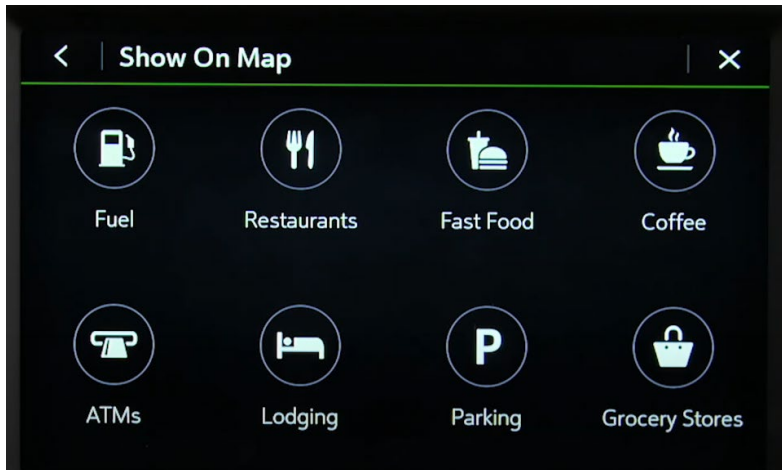 Show On Map
Fuel
Restaurants
Fast Food
Coffee
ATMs
Lodging
P
Parking
Grocery Stores